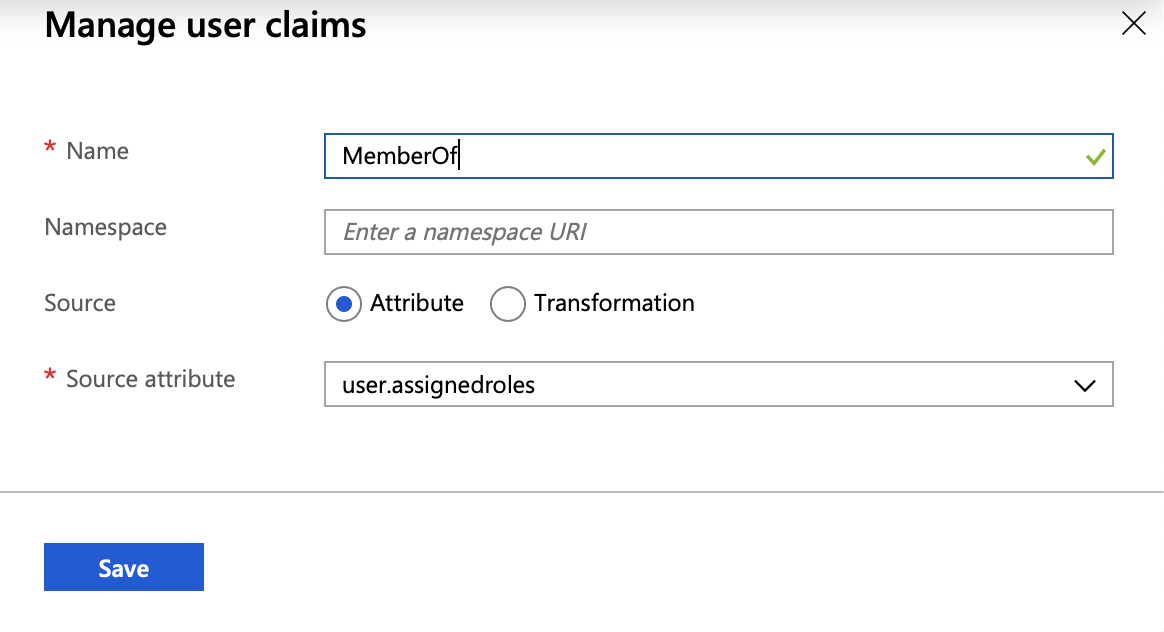 Manage user claims
* Name
MemberOf
Namespace
Enter a namespace URI
Source
Attribute
Transformation
* Source attribute
user.assignedroles
Save